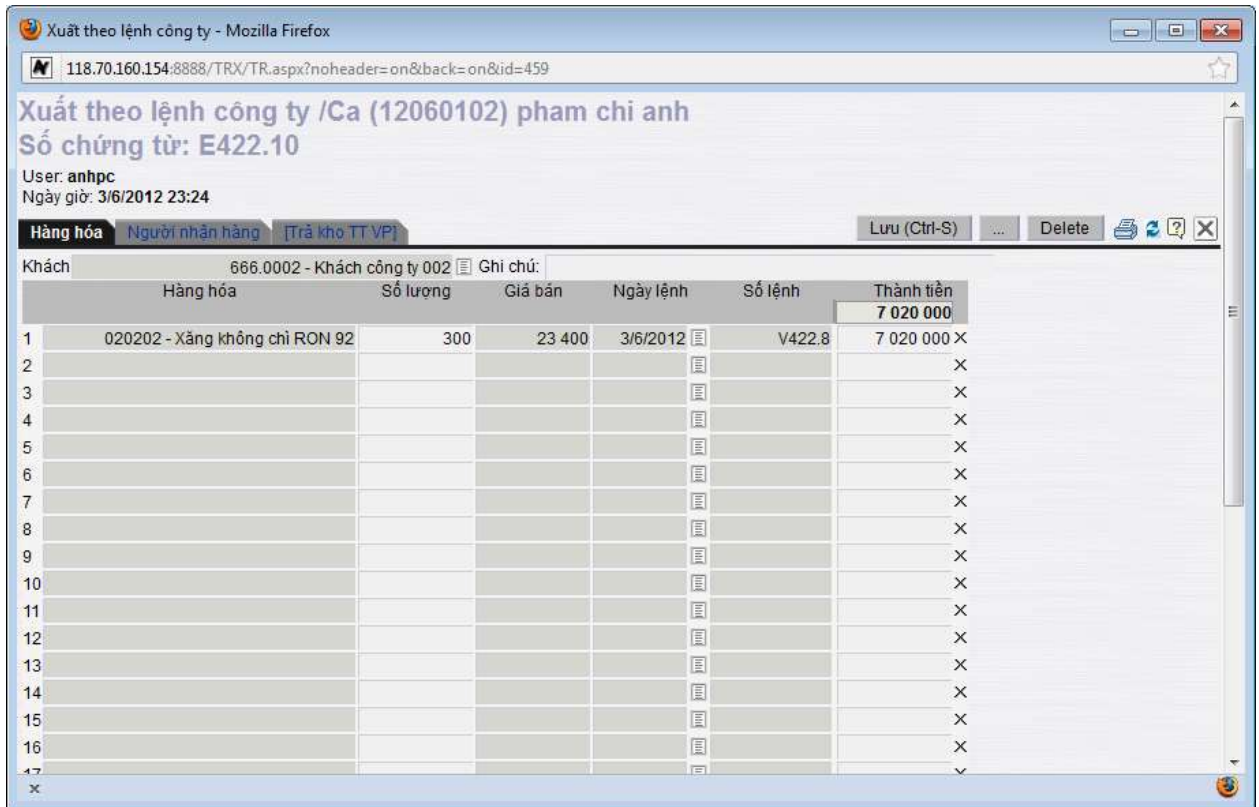 Xuất theo lệnh công ty - Mozilla Firefox
118.70.160.154:8888/TRX/TR.aspx?noheader=on&back=on&id=459
Xuất theo lệnh công ty /Ca (12060102) pham chi anh
Số chứng từ: E422.10
User: anhpc
Ngày giờ: 3/6/2012 23:24
Hàng hóa Người nhận hàng [Trả kho TT VP] Lưu (Ctrl-S) ... Delete
Khách 666.0002 - Khách công ty 002 Ghi chú:
Hàng hóa Số lượng Giá bán Ngày lệnh Số lệnh Thành tiền
7 020 000
1 020202 - Xăng không chì RON 92 300 23 400 3/6/2012 V422.8 7 020 000 X
2 X
3 X
4 X
5 X
6 X
7 X
8 X
9 X
10 X
11 X
12 X
13 X
14 X
15 X
16 X
17 X
x